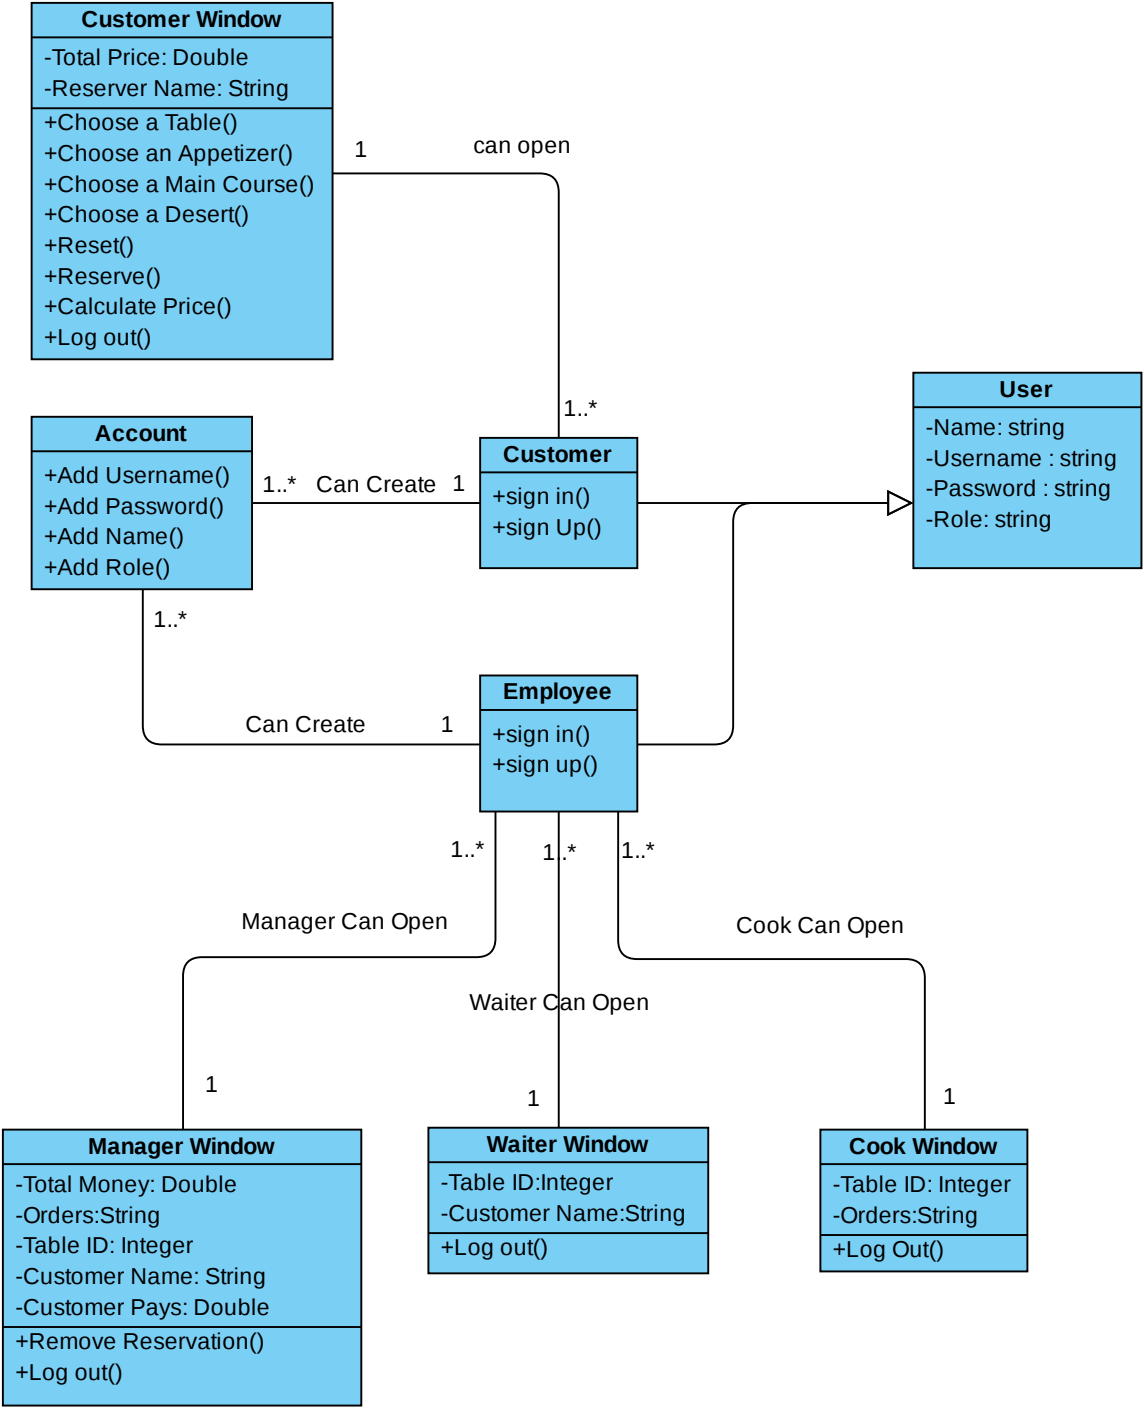 Customer Window
-Total Price: Double
-Reserver Name: String
+Choose a Table()
+Choose an Appetizer()
+Choose a Main Course()
+Choose a Desert()
+Reset()
+Reserve()
+Calculate Price()
+Log out()
1
can open
1..*
Account
+Add Username()
+Add Password()
+Add Name()
+Add Role()
1..*
Can Create
1
Customer
+sign in()
+sign Up()
User
-Name: string
-Username : string
-Password : string
-Role: string
1..*
Can Create
1
Employee
+sign in()
+sign up()
1..*
1..*
1..*
Manager Can Open
Waiter Can Open
Cook Can Open
1
1
1
Manager Window
-Total Money: Double
-Orders:String
-Table ID: Integer
-Customer Name: String
-Customer Pays: Double
+Remove Reservation()
+Log out()
Waiter Window
-Table ID:Integer
-Customer Name:String
+Log out()
Cook Window
-Table ID: Integer
-Orders:String
+Log Out()